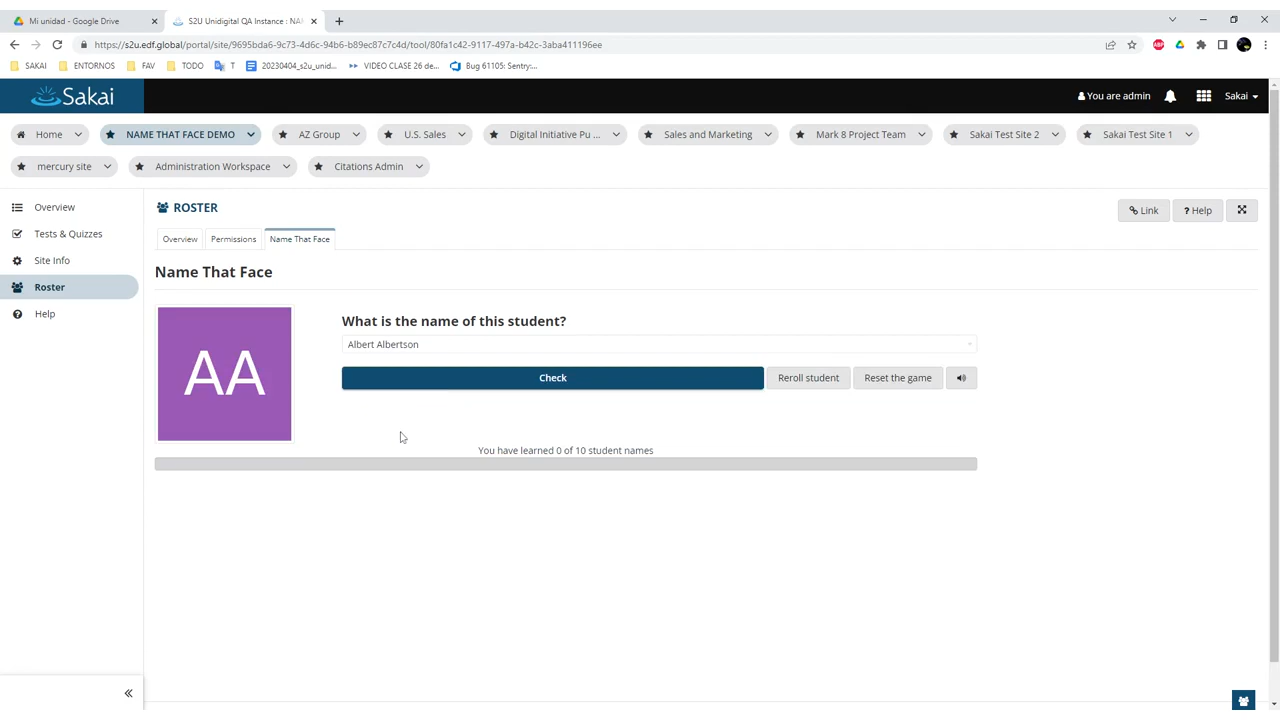 Mi unidad - Google Drive
S2U Unidigital QA Instance : NAM
https://s2u.edf.global/portal/site/9695bda6-9c73-4d6c-94b6-b89ec87c7c4d/tool/80fa11d2-9117-497a-b42a-3aba411196ee
SAKAI
ENTORNOS
FAV
TODO
T
20230404_s2u_unid...
VIDEO CLASE 26 de...
Bug 61105: Sentry:...
Sakai
You are admin
Sakai
Home
NAME THAT FACE DEMO
AZ Group
U.S. Sales
Digital Initiative Pu ...
Sales and Marketing
Mark 8 Project Team
Sakai Test Site 2
Sakai Test Site 1
mercury site
Administration Workspace
Citations Admin
Overview
Tests & Quizzes
Site Info
Roster
Help
ROSTER
Link
? Help
Overview
Permissions
Name That Face
Name That Face
AA
What is the name of this student?
Albert Albertson
Check
Reroll student
Reset the game
You have learned 0 of 10 student names